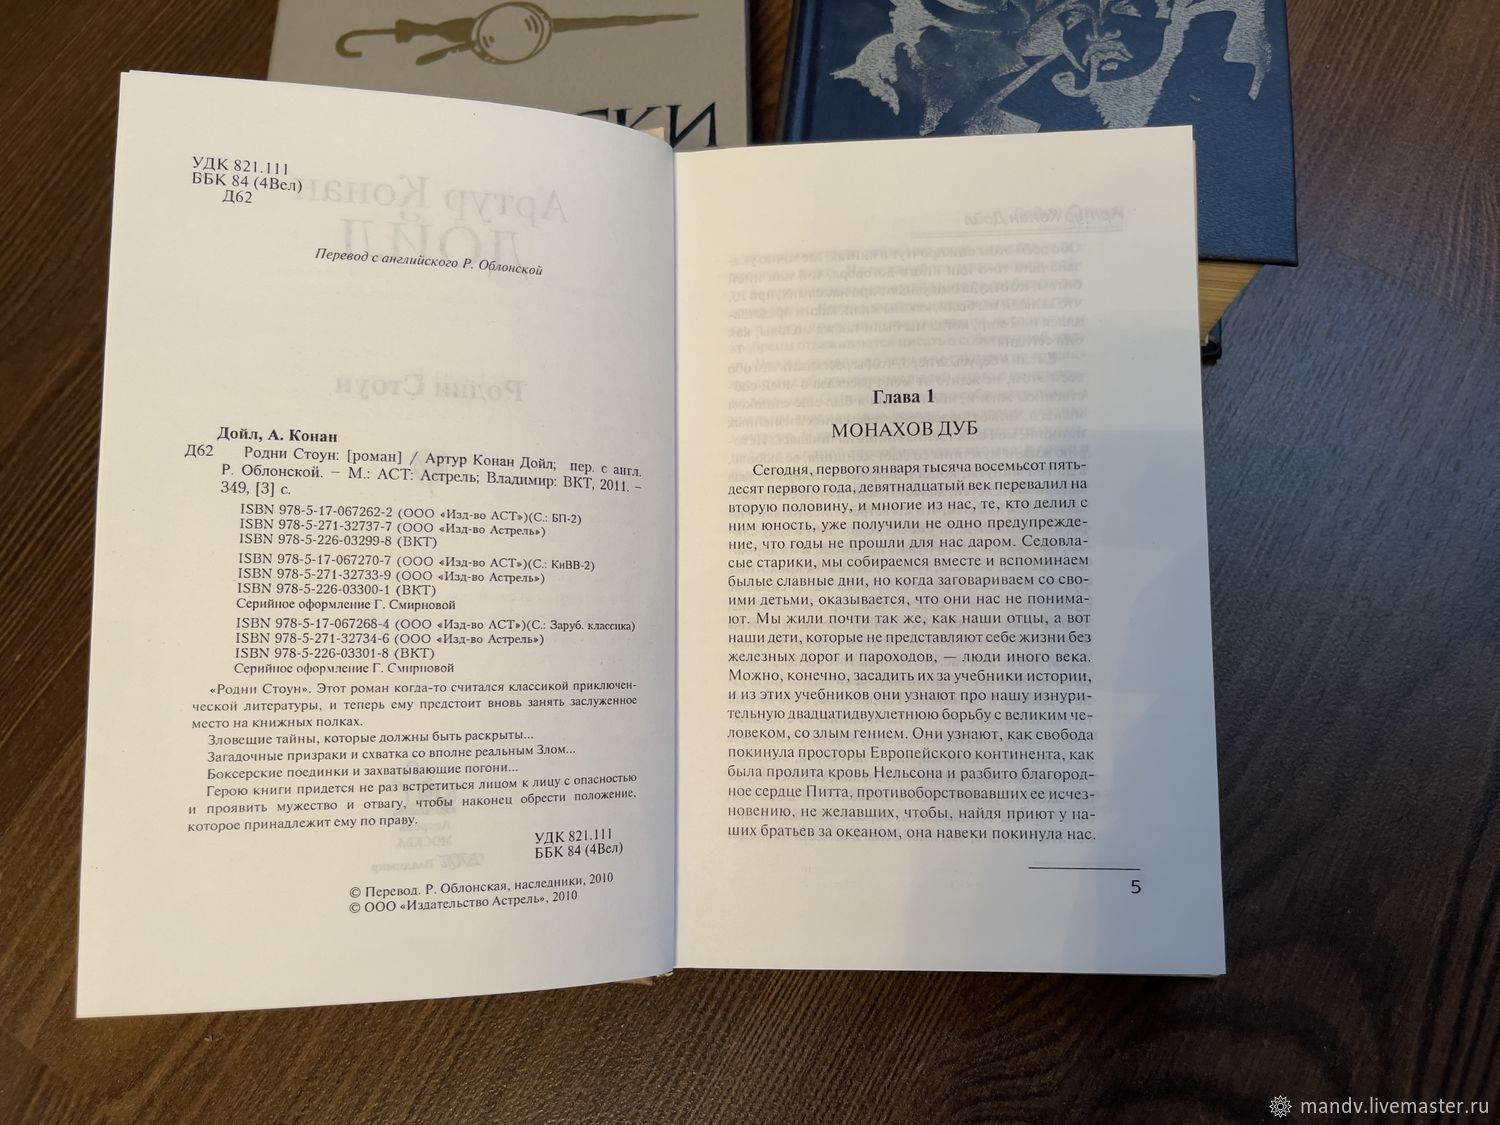 КИ
УДК 821.111
ББК 84 (4Вел)
Д62
Перевод с английского Р. Облонской
Дойл, А. Конан
Д62 Родни Стоун: [роман] / Артур Конан Дойл; пер. с англ.
Р. Облонской. – М.: АСТ: Астрель; Владимир: ВКТ, 2011. –
349, [3] с.
ISBN 978-5-17-067262-2 (ООО «Изд-во АСТ»)(С.: БП-2)
ISBN 978-5-271-32737-7 (ООО «Изд-во Астрель»)
ISBN 978-5-226-03299-8 (ВКТ)
ISBN 978-5-17-067270-7 (ООО «Изд-во АСТ»)(С.: КиВВ-2)
ISBN 978-5-271-32733-9 (ООО «Изд-во Астрель»)
ISBN 978-5-226-03300-1 (ВКТ)
Серийное оформление Г. Смирновой
ISBN 978-5-17-067268-4 (ООО «Изд-во АСТ»)(С.: Заруб. классика)
ISBN 978-5-271-32734-6 (ООО «Изд-во Астрель»)
ISBN 978-5-226-03301-8 (ВКТ)
Серийное оформление Г. Смирновой
«Родни Стоун». Этот роман когда-то считался классикой приключен-
ческой литературы, и теперь ему предстоит вновь занять заслуженное
место на книжных полках.
Зловещие тайны, которые должны быть раскрыты...
Загадочные призраки и схватка со вполне реальным Злом...
Боксерские поединки и захватывающие погони...
Герою книги придется не раз встретиться лицом к лицу с опасностью
и проявить мужество и отвагу, чтобы наконец обрести положение,
которое принадлежит ему по праву.
УДК 821.111
ББК 84 (4Вел)
© Перевод. Р. Облонская, наследники, 2010
© ООО «Издательство Астрель», 2010
Глава 1
МОНАХОВ ДУБ
Сегодня, первого января тысяча восемьсот пять-
десят первого года, девятнадцатый век перевалил на
вторую половину, и многие из нас, те, кто делил с
ним юность, уже получили не одно предупрежде-
ние, что годы не прошли для нас даром. Седовла-
сые старики, мы собираемся вместе и вспоминаем
былые славные дни, но когда заговариваем со сво-
ими детьми, оказывается, что они нас не понима-
ют. Мы жили почти так же, как наши отцы, а вот
наши дети, которые не представляют себе жизни без
железных дорог и пароходов, — люди иного века.
Можно, конечно, засадить их за учебники истории,
и из этих учебников они узнают про нашу изнури-
тельную двадцатидвухлетнюю борьбу с великим че-
ловеком, со злым гением. Они узнают, как свобода
покинула просторы Европейского континента, как
была пролита кровь Нельсона и разбито благород-
ное сердце Питта, противоборствовавших ее исчез-
новению, не желавших, чтобы, найдя приют у на-
ших братьев за океаном, она навеки покинула нас.
5
mandv.livemaster.ru